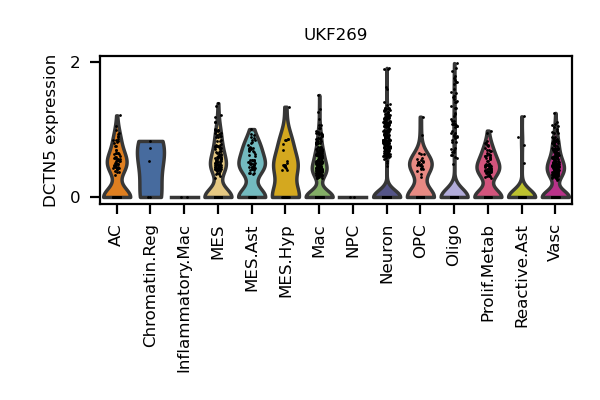 UKF269
DCTN5 expression
2
0
AC
Chromatin.Reg
Inflammatory.Mac
MES
MES.Ast
MES.Hyp
Mac
NPC
Neuron
OPC
Oligo
Prolif.Metab
Reactive.Ast
Vasc